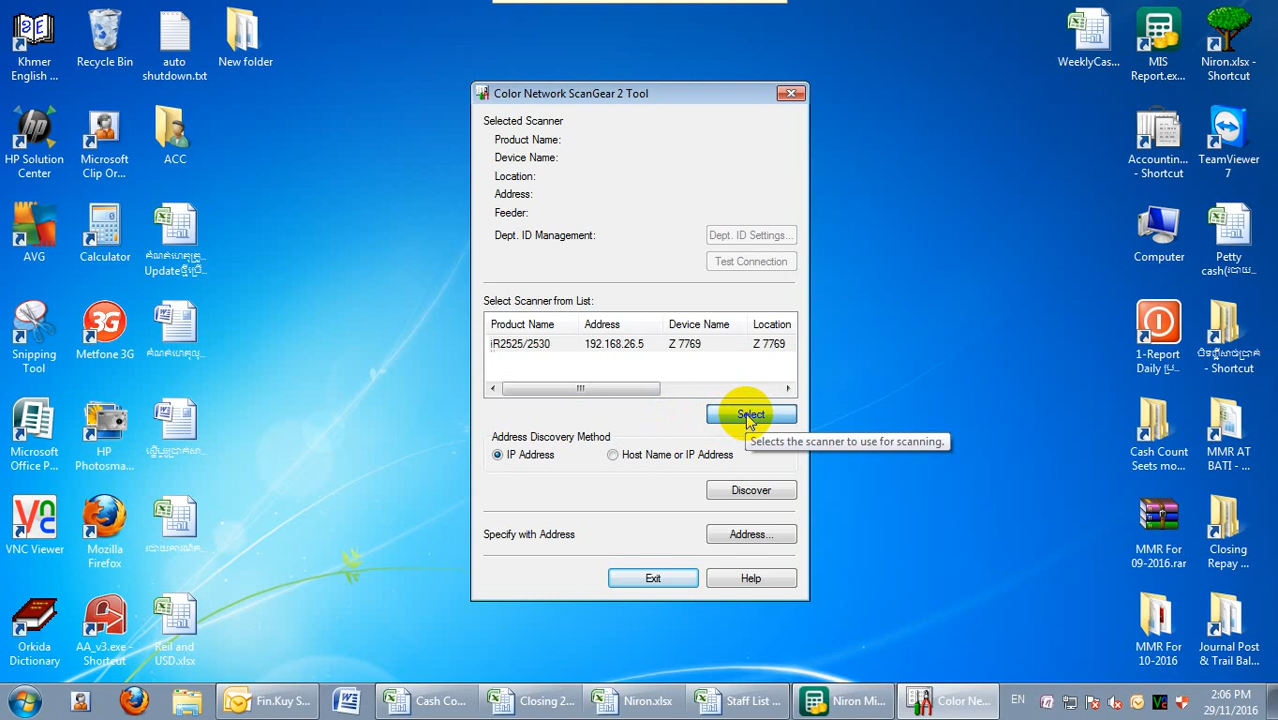 Khmer
English ...
Recycle Bin
auto
shutdown.txt
New folder
HP Solution
Center
Microsoft
Clip Or...
ACC
AVG
Calculator
Snipping
Tool
Metfone 3G
Microsoft
Office P...
HP
Photosma...
VNC Viewer
Mozilla
Firefox
Orkida
Dictionary
AA_v3.exe -
Shortcut
Reil and
USD.xlsx
Color Network ScanGear 2 Tool
Selected Scanner
Product Name:
Device Name:
Location:
Address:
Feeder:
Dept. ID Management:
Dept. ID Settings...
Test Connection
Select Scanner from List:
Product Name Address Device Name Location
iR2525/2530 192.168.26.5 Z 7769 Z 7769
Select
Selects the scanner to use for scanning.
Address Discovery Method
IP Address Host Name or IP Address
Discover
Specify with Address Address...
Exit Help
WeeklyCas...
MIS
Report.ex...
Niron.xlsx -
Shortcut
Accountin...
- Shortcut
TeamViewer
7
Computer
Petty
1-Report
- Shortcut
Cash Count
Seets mo...
MMR AT
BATI - ...
MMR For
09-2016.rar
Closing
Repay ...
MMR For
10-2016
Journal Post
& Trail Bal...
Fin.Kuy S...
Cash Co...
Closing 2...
Niron.xlsx
Staff List ...
Niron Mi...
Color Ne...
EN
2:06 PM
29/11/2016